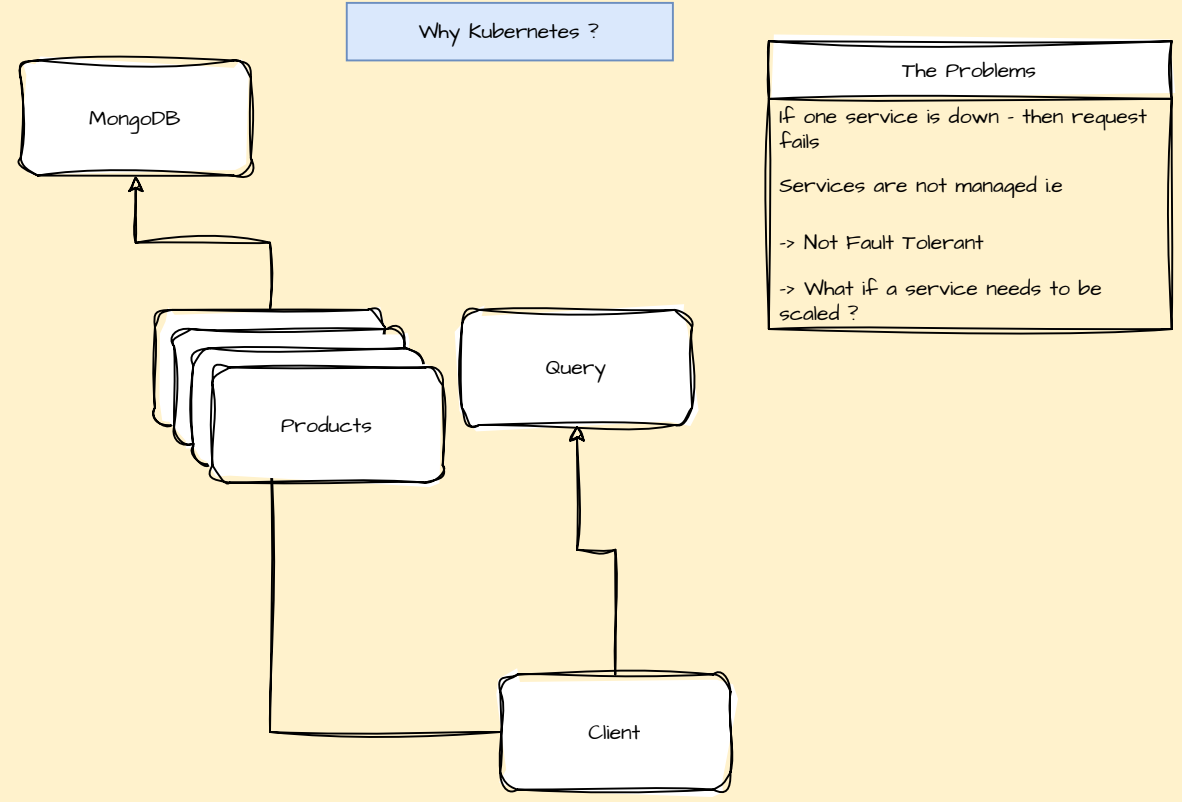 Why Kubernetes ?
MongoDB
The Problems
If one service is down - then request
fails
Services are not managed i.e
-> Not Fault Tolerant
-> What if a service needs to be
scaled ?
Query
Products
Client